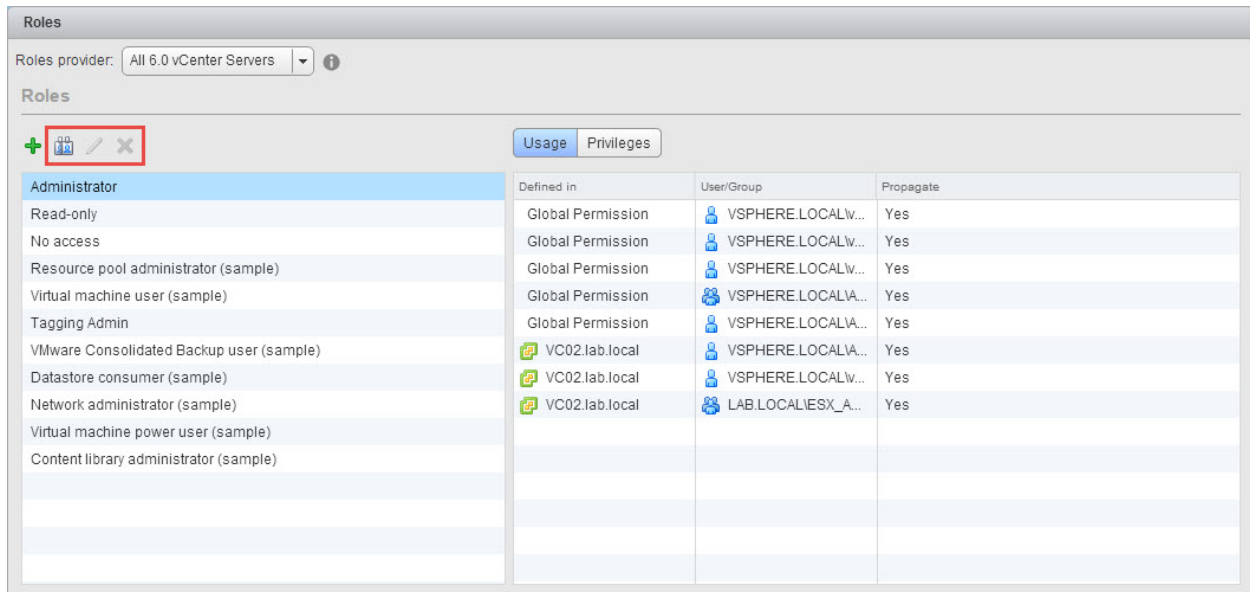 Roles
Roles provider: All 6.0 vCenter Servers
Roles
Usage Privileges
Administrator
Read-only
No access
Resource pool administrator (sample)
Virtual machine user (sample)
Tagging Admin
VMware Consolidated Backup user (sample)
Datastore consumer (sample)
Network administrator (sample)
Virtual machine power user (sample)
Content library administrator (sample)
Defined in User/Group Propagate
Global Permission VSPHERE.LOCAL\v... Yes
Global Permission VSPHERE.LOCAL\v... Yes
Global Permission VSPHERE.LOCAL\v... Yes
Global Permission VSPHERE.LOCAL\A... Yes
Global Permission VSPHERE.LOCAL\A... Yes
VC02.lab.local VSPHERE.LOCAL\A... Yes
VC02.lab.local VSPHERE.LOCAL\v... Yes
VC02.lab.local LAB.LOCAL\ESX_A... Yes